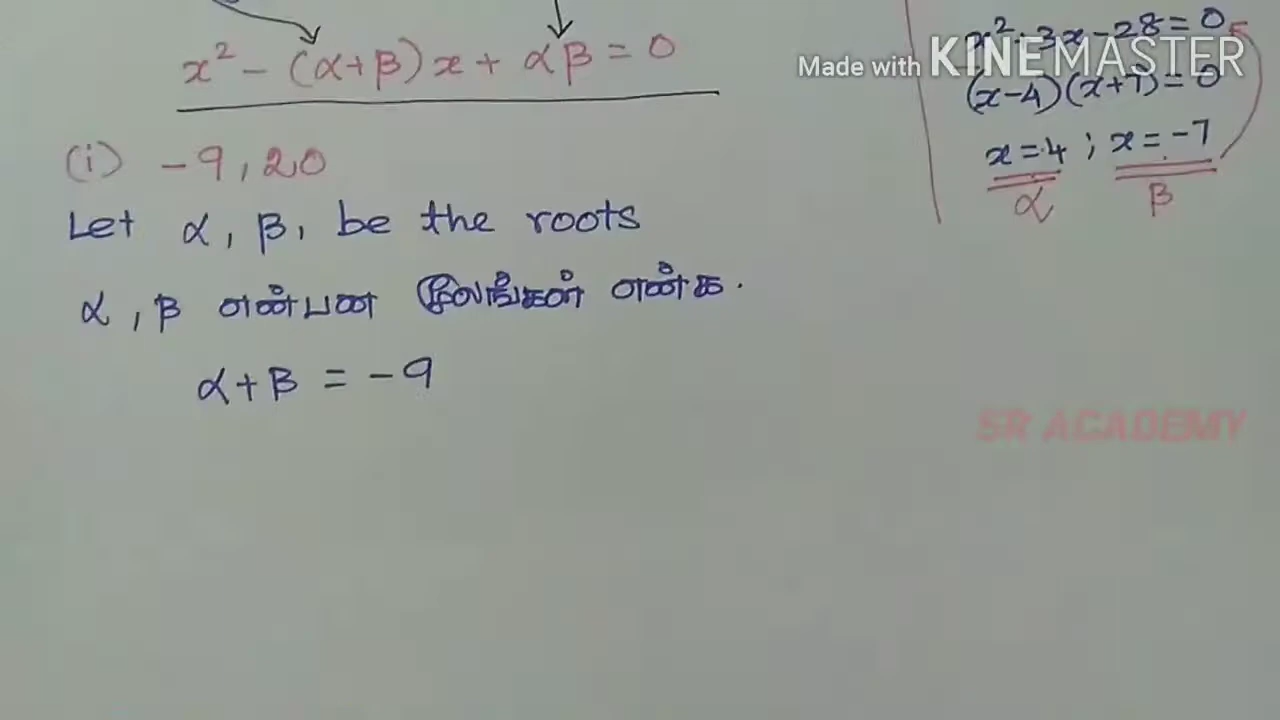 x² - (α+β)x + αβ = 0
(i) -9, 20
Let α, β, be the roots
α, β என்பன மூலங்கள் என்க.
α+β = -9
x² + 3x - 28 = 0
Made with KINEMASTER
(x-4)(x+7) = 0
x = 4 ; x = -7
α β
SR ACADEMY